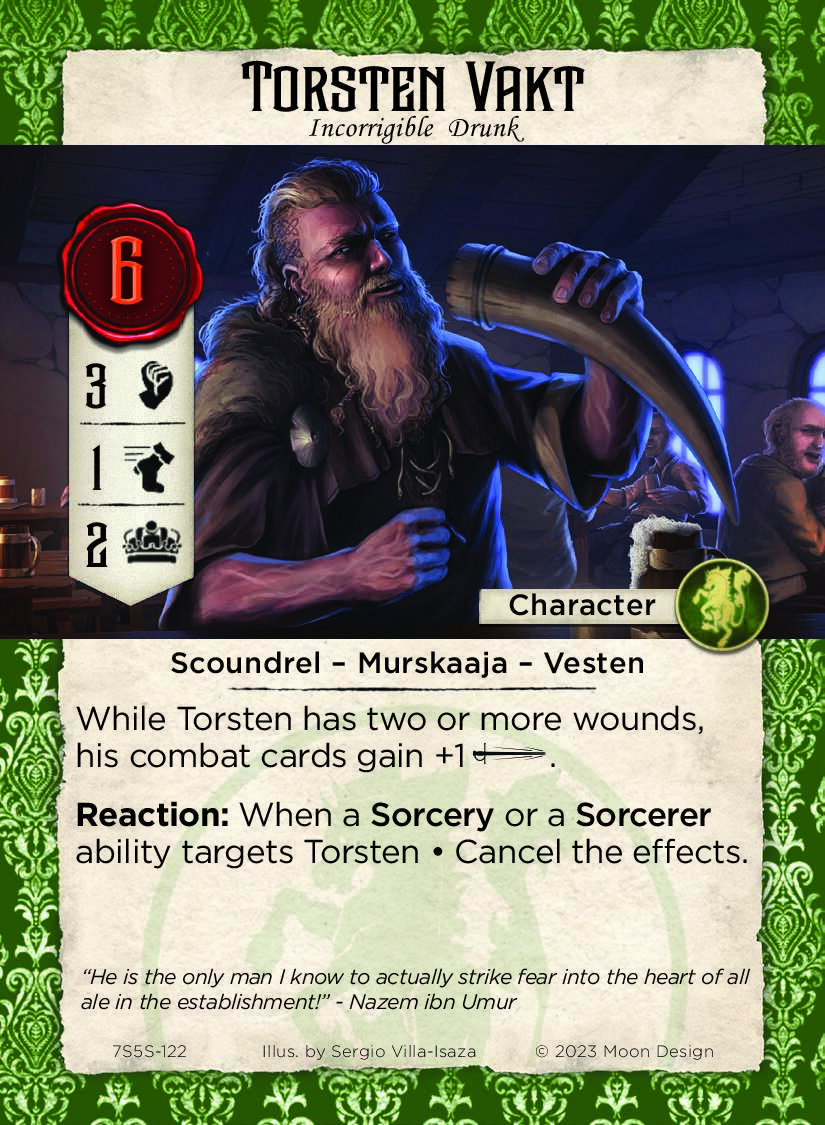 Torsten Vakt
Incorrigible Drunk
6
3
1
2
Character
Scoundrel – Murskaaja – Vesten
While Torsten has two or more wounds,
his combat cards gain +1.
Reaction: When a Sorcery or a Sorcerer
ability targets Torsten • Cancel the effects.
“He is the only man I know to actually strike fear into the heart of all
ale in the establishment!” - Nazem ibn Umur
7S5S-122 Illus. by Sergio Villa-Isaza © 2023 Moon Design